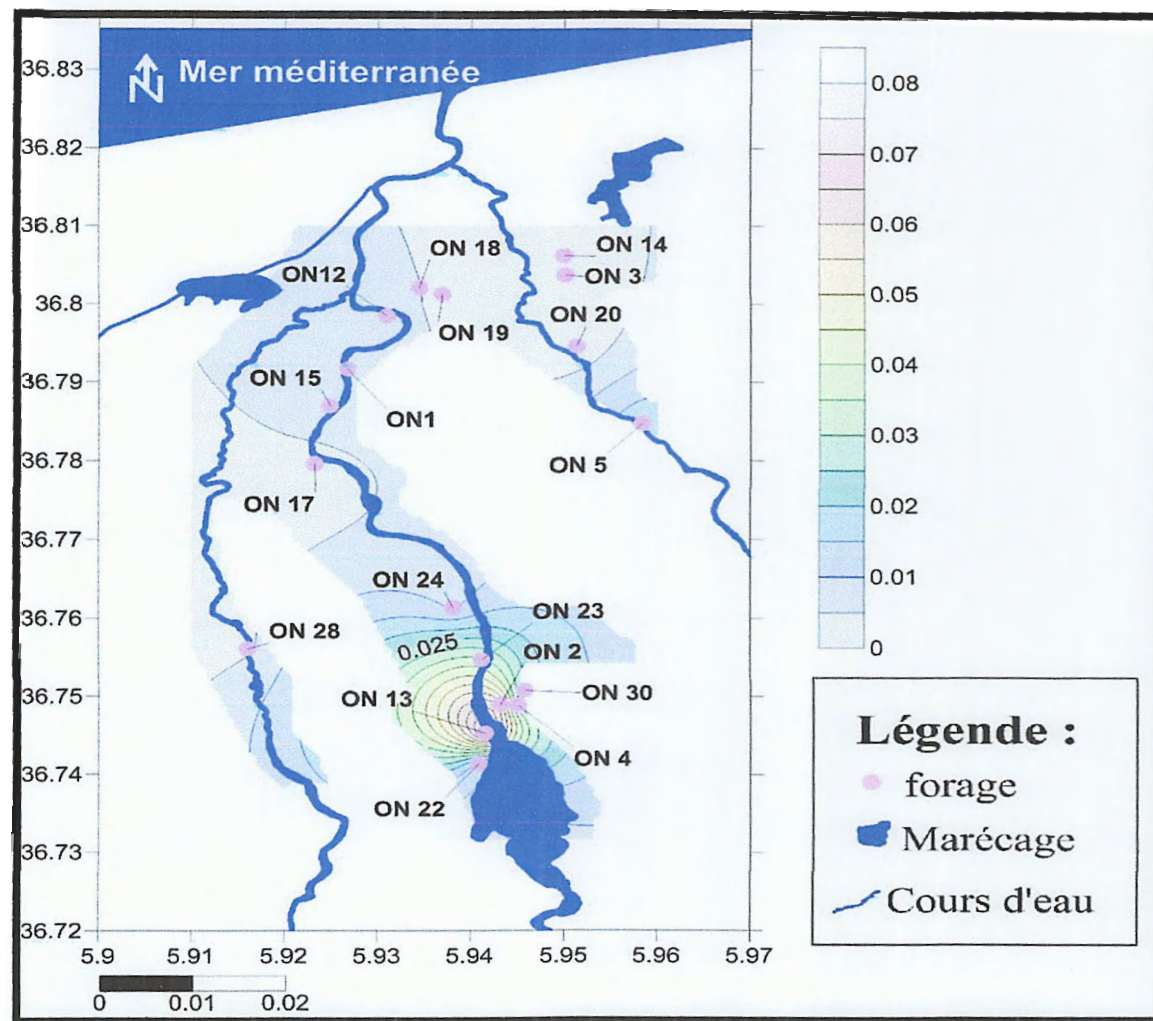 N Mer méditerranée
36.83
36.82
36.81
36.8
36.79
36.78
36.77
36.76
36.75
36.74
36.73
36.72
5.9 5.91 5.92 5.93 5.94 5.95 5.96 5.97
0 0.01 0.02
ON 18
ON 14
ON12
ON 3
ON 19
ON 20
ON 15
ON1
ON 5
ON 17
ON 24
ON 23
ON 28
0.025
ON 2
ON 13
ON 30
ON 4
ON 22
0.08
0.07
0.06
0.05
0.04
0.03
0.02
0.01
0
Légende :
forage
Marécage
Cours d'eau